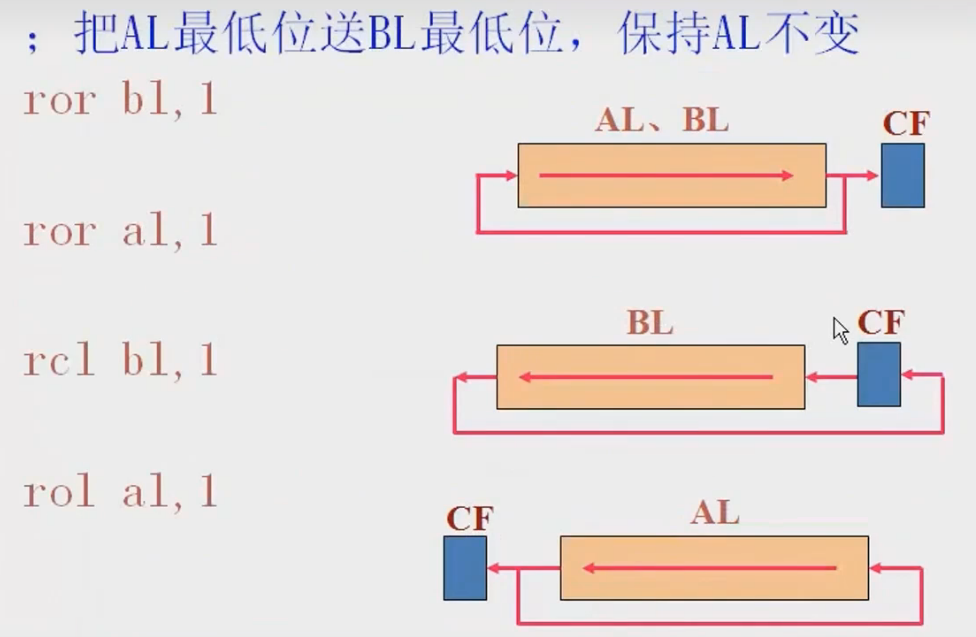 ；把AL最低位送BL最低位，保持AL不变
ror bl,1
AL、BL
CF
ror al,1
BL
CF
rcl bl,1
AL
CF
rol al,1